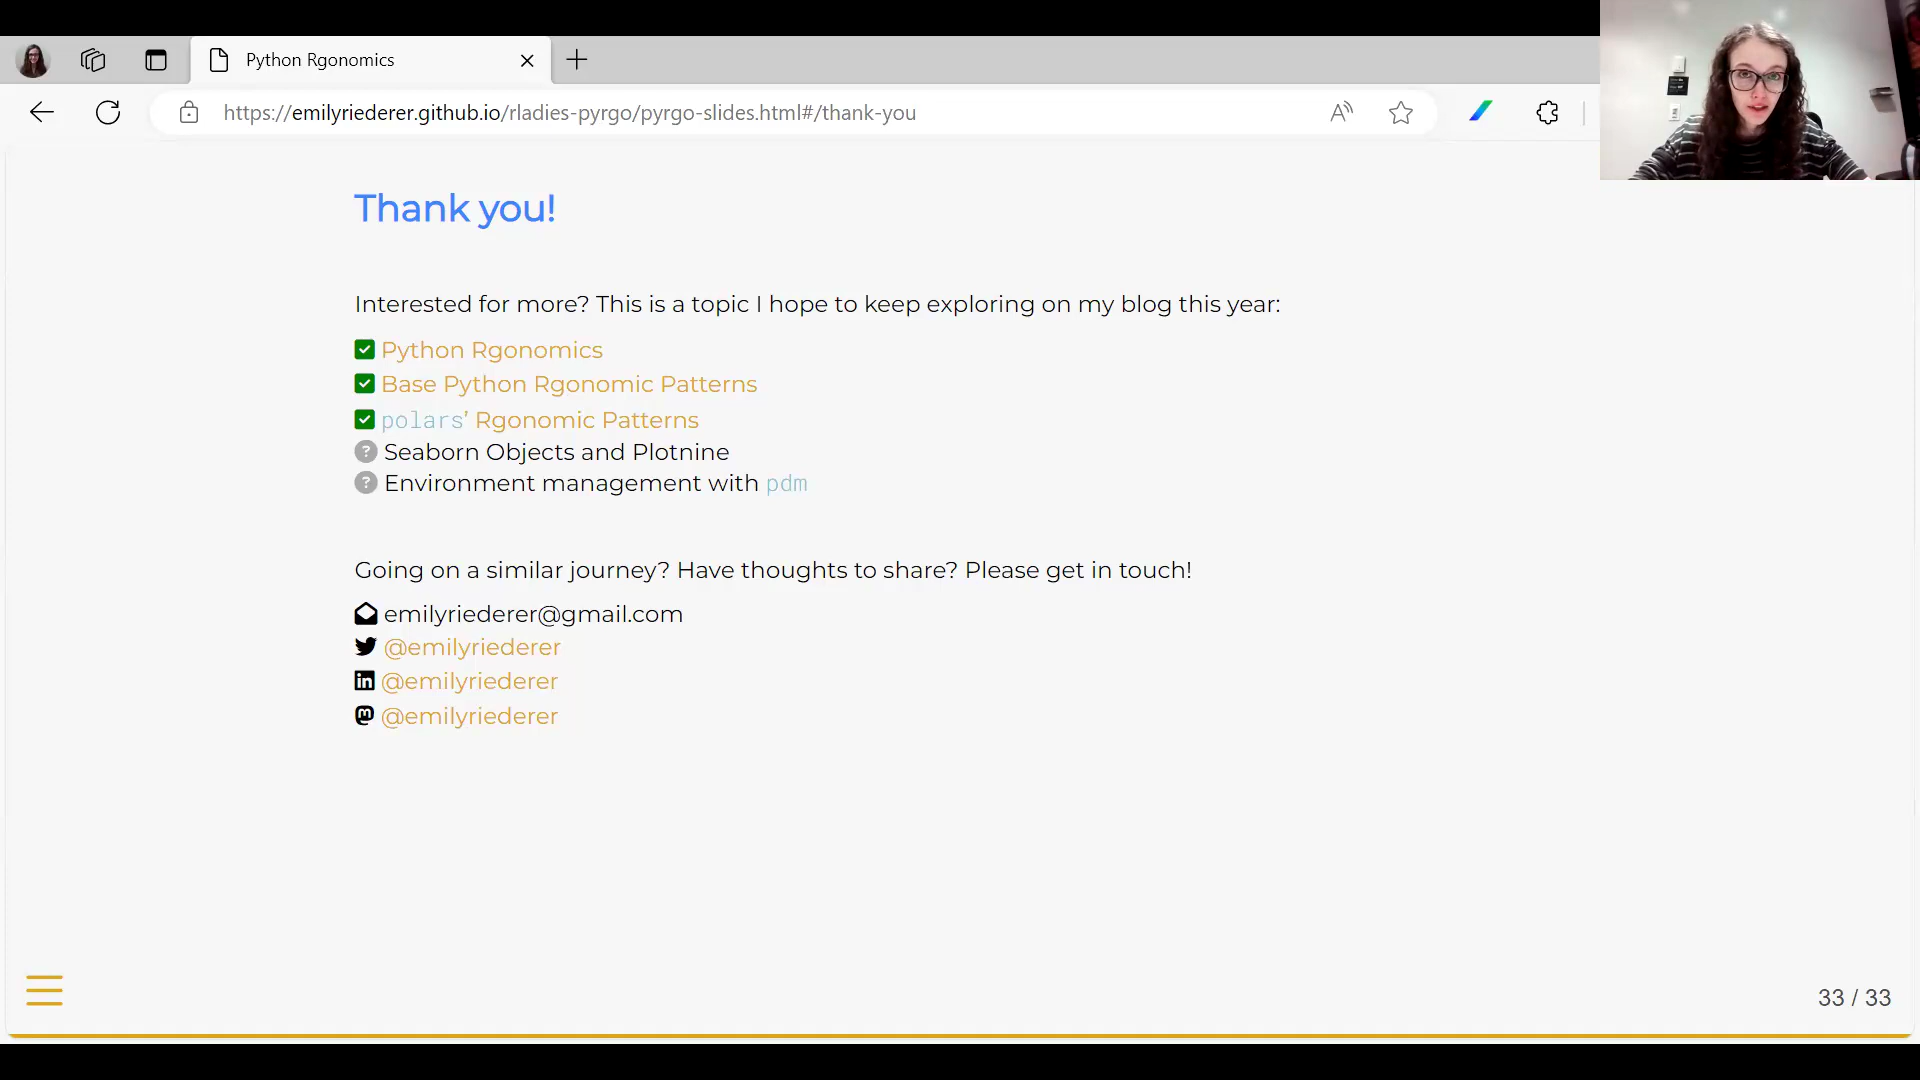 Python Rgonomics
https://emilyriederer.github.io/rladies-pyrgo/pyrgo-slides.html#/thank-you
Thank you!
Interested for more? This is a topic I hope to keep exploring on my blog this year:
Python Rgonomics
Base Python Rgonomic Patterns
polars' Rgonomic Patterns
Seaborn Objects and Plotnine
Environment management with pdm
Going on a similar journey? Have thoughts to share? Please get in touch!
emilyriederer@gmail.com
@emilyriederer
@emilyriederer
@emilyriederer
33 / 33